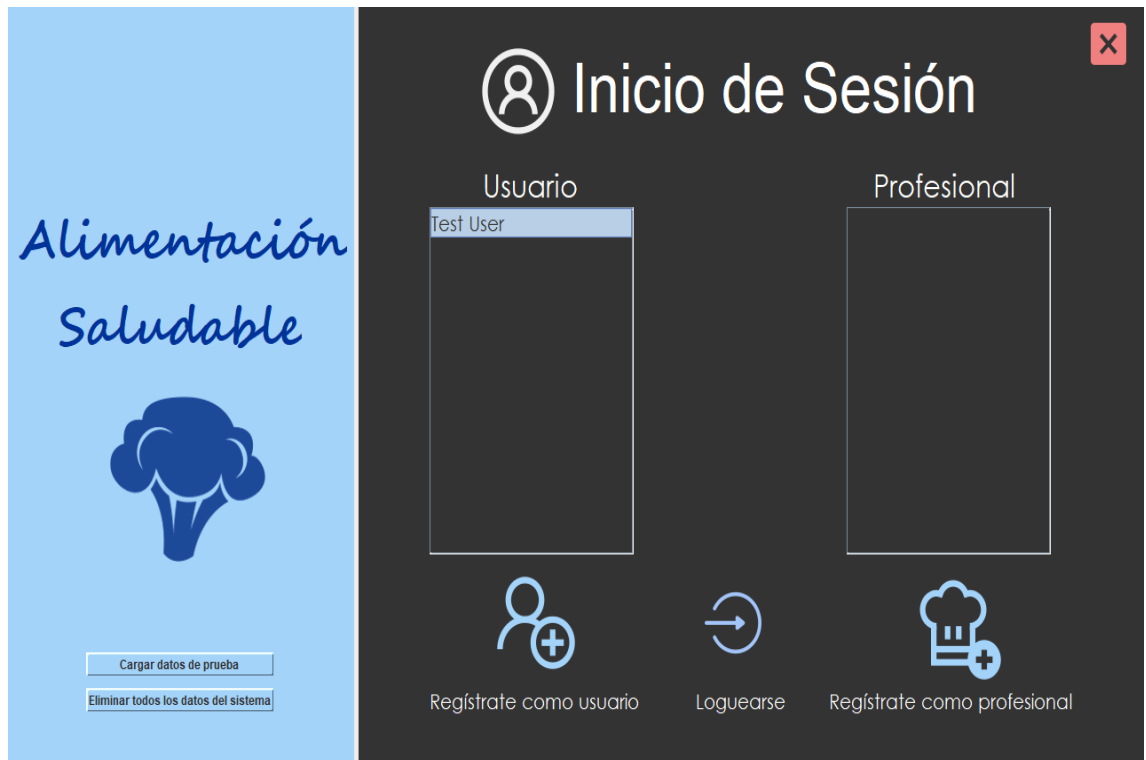 Alimentación
Saludable
Cargar datos de prueba
Eliminar todos los datos del sistema
Inicio de Sesión
Usuario
Profesional
Test User
Regístrate como usuario
Loguearse
Regístrate como profesional